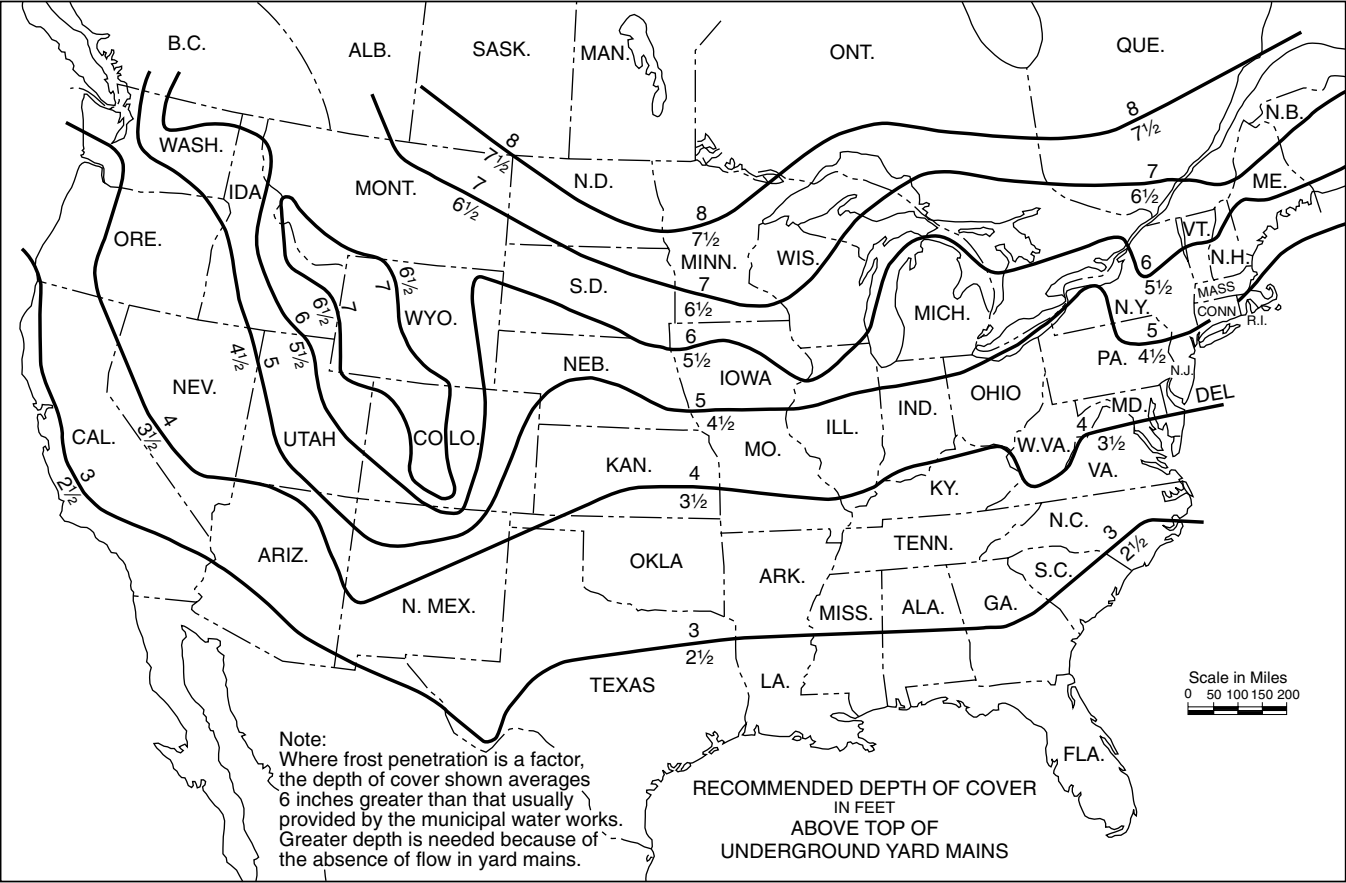 B.C.
ALB.
SASK.
MAN.
ONT.
QUE.
N.B.
WASH.
IDA
MONT.
N.D.
ME.
ORE.
VT.
N.H.
MINN.
WIS.
S.D.
WYO.
MICH.
N.Y.
MASS
CONN
R.I.
NEV.
NEB.
IOWA
PA.
N.J.
OHIO
IND.
ILL.
CAL.
UTAH
COLO.
KAN.
MO.
W.VA.
MD.
DEL
VA.
KY.
ARIZ.
N. MEX.
OKLA
ARK.
TENN.
N.C.
S.C.
MISS.
ALA.
GA.
TEXAS
LA.
FLA.
8
7½
8
7½
8
7½
7
6½
7
6½
7
6½
6½
7
6½
7
6
5½
6
5½
6
5½
4½
5
5
4½
5
4½
4
3½
4
3½
4
3½
3
2½
3
2½
3
2½
Scale in Miles
0 50 100 150 200
Note:
Where frost penetration is a factor,
the depth of cover shown averages
6 inches greater than that usually
provided by the municipal water works.
Greater depth is needed because of
the absence of flow in yard mains.
RECOMMENDED DEPTH OF COVER
IN FEET
ABOVE TOP OF
UNDERGROUND YARD MAINS